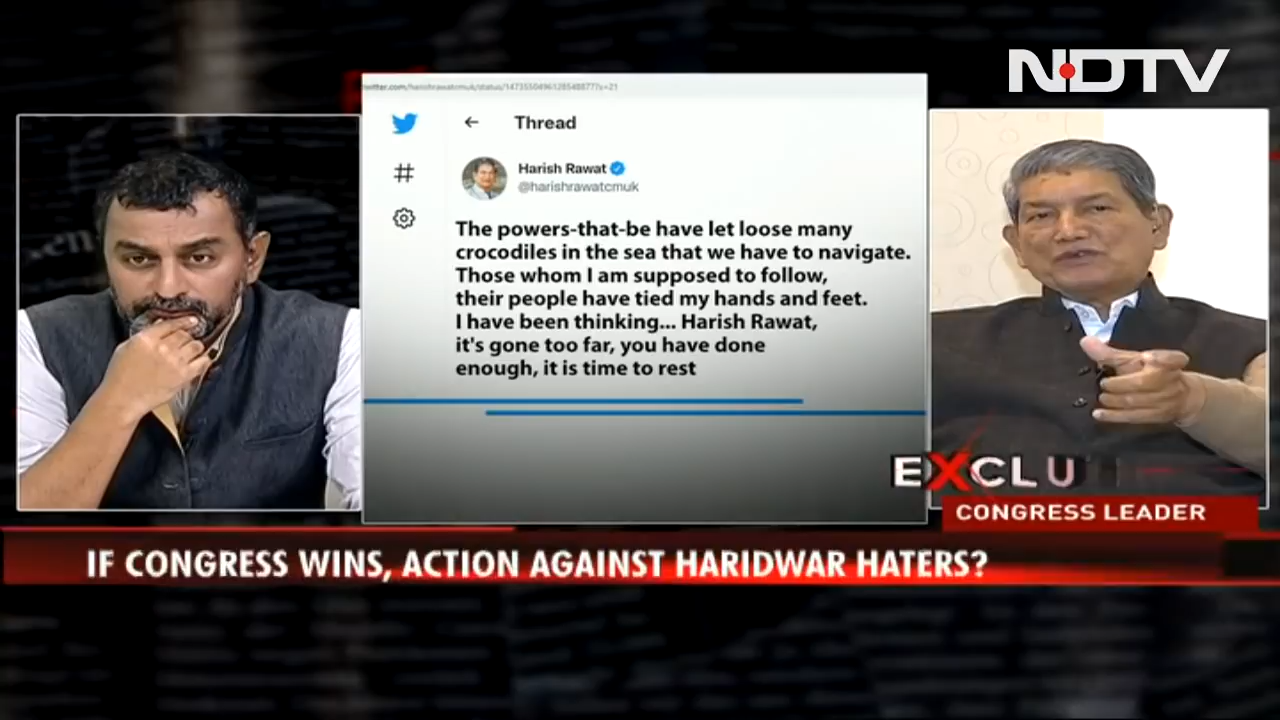 NDTV
twitter.com/harishrawatcmuk/status/
Thread
Harish Rawat
@harishrawatcmuk
The powers-that-be have let loose many
crocodiles in the sea that we have to navigate.
Those whom I am supposed to follow,
their people have tied my hands and feet.
I have been thinking... Harish Rawat,
it's gone too far, you have done
enough, it is time to rest
EXCLU
CONGRESS LEADER
IF CONGRESS WINS, ACTION AGAINST HARIDWAR HATERS?